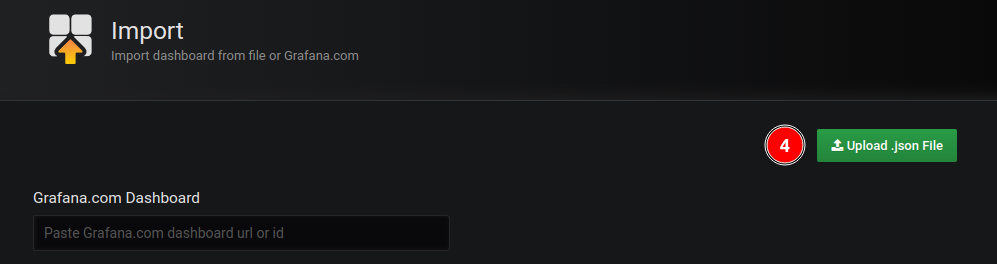 Import
Import dashboard from file or Grafana.com
4
Upload .json File
Grafana.com Dashboard
Paste Grafana.com dashboard url or id